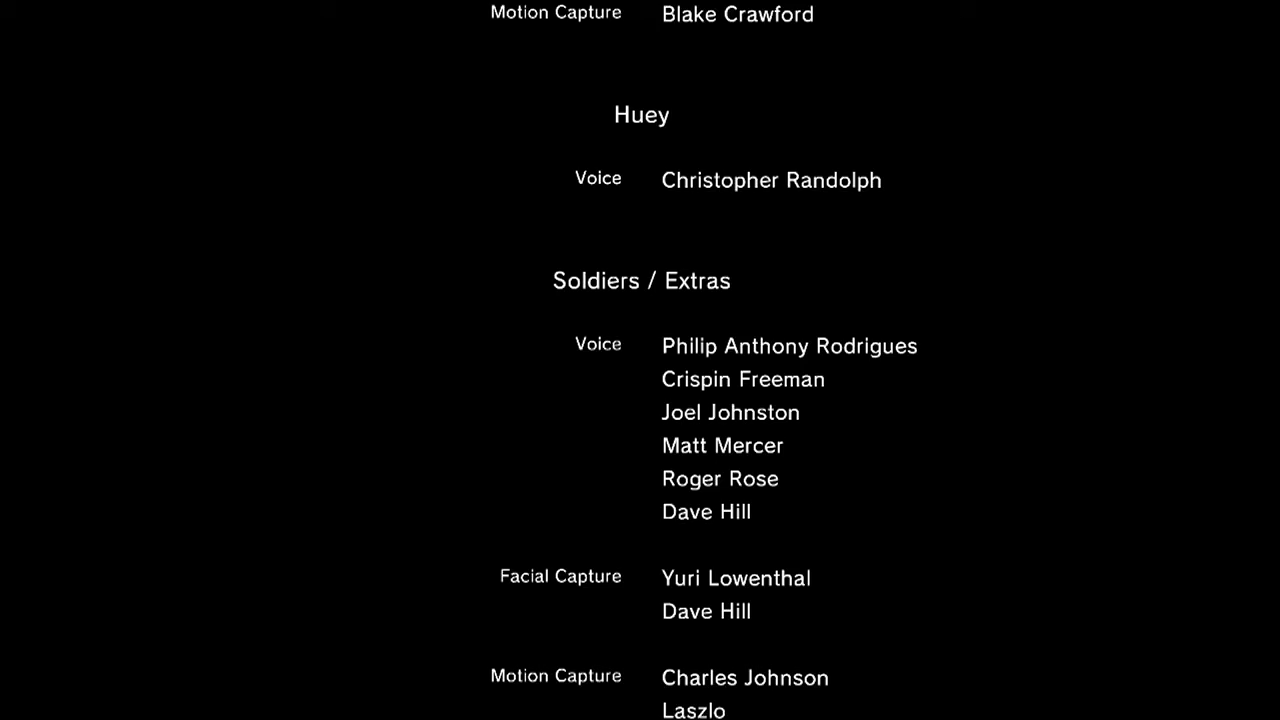 Motion Capture Blake Crawford
Huey
Voice Christopher Randolph
Soldiers / Extras
Voice Philip Anthony Rodrigues
Crispin Freeman
Joel Johnston
Matt Mercer
Roger Rose
Dave Hill
Facial Capture Yuri Lowenthal
Dave Hill
Motion Capture Charles Johnson
Laszlo